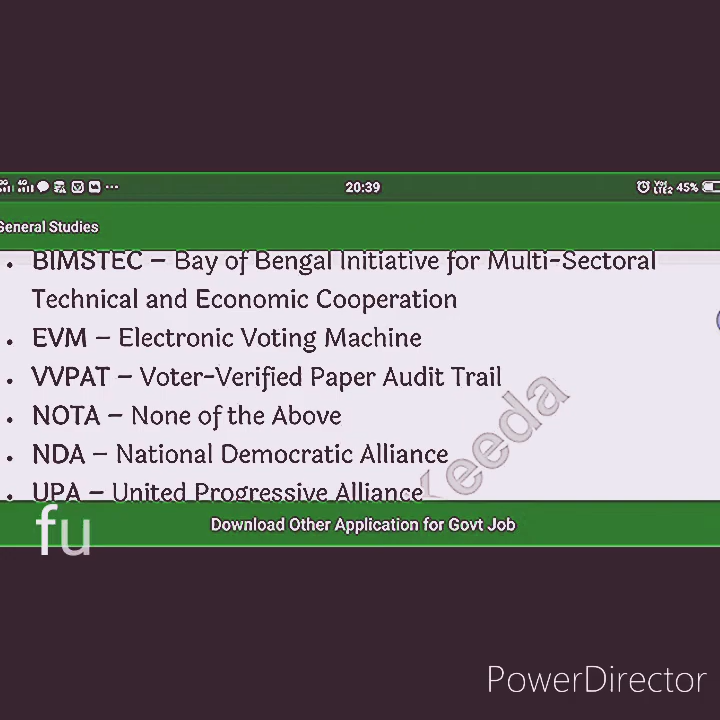 20:39
45%
General Studies
• BIMSTEC – Bay of Bengal Initiative for Multi-Sectoral
Technical and Economic Cooperation
• EVM – Electronic Voting Machine
• VVPAT – Voter-Verified Paper Audit Trail
• NOTA – None of the Above
• NDA – National Democratic Alliance
• UPA – United Progressive Alliance
Keeda
fu
Download Other Application for Govt Job
PowerDirector